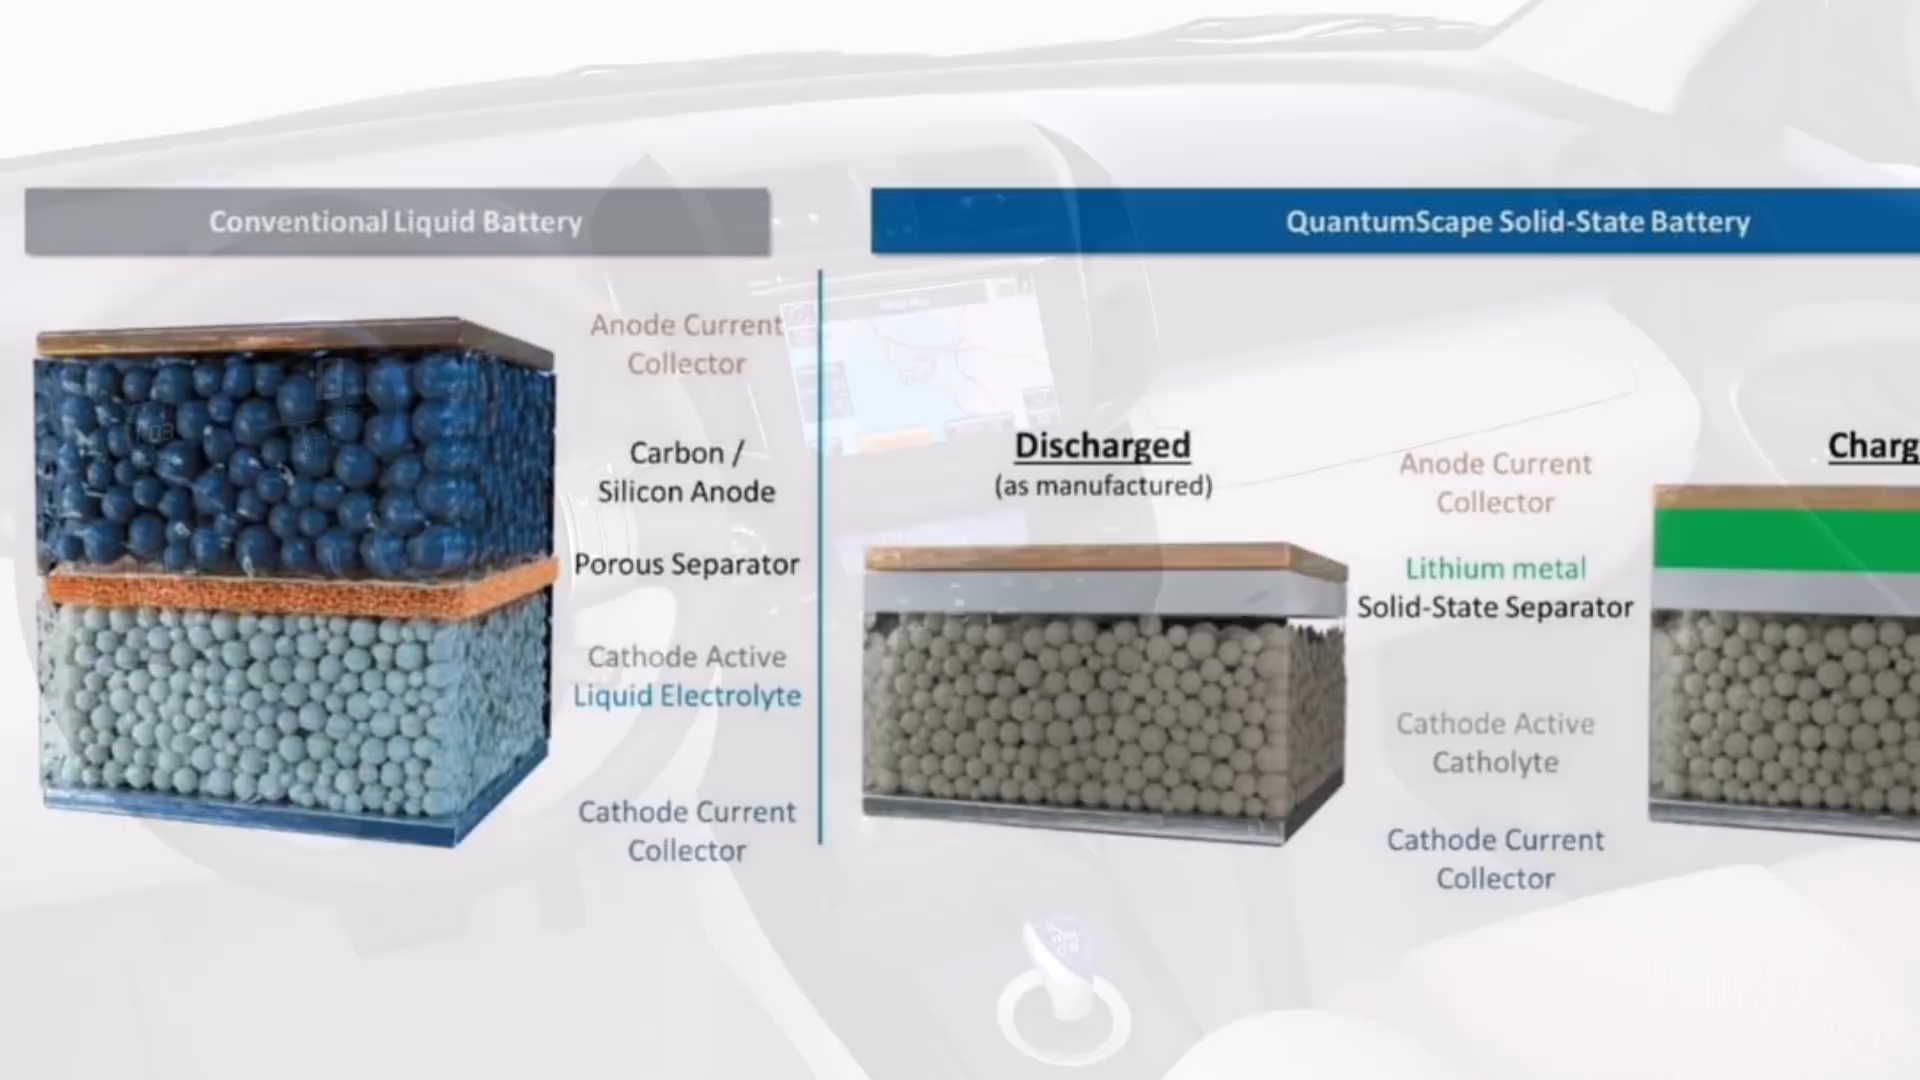 Conventional Liquid Battery
QuantumScape Solid-State Battery
Anode Current
Collector
Carbon /
Silicon Anode
Porous Separator
Cathode Active
Liquid Electrolyte
Cathode Current
Collector
Discharged
(as manufactured)
Anode Current
Collector
Lithium metal
Solid-State Separator
Cathode Active
Catholyte
Cathode Current
Collector
Charg